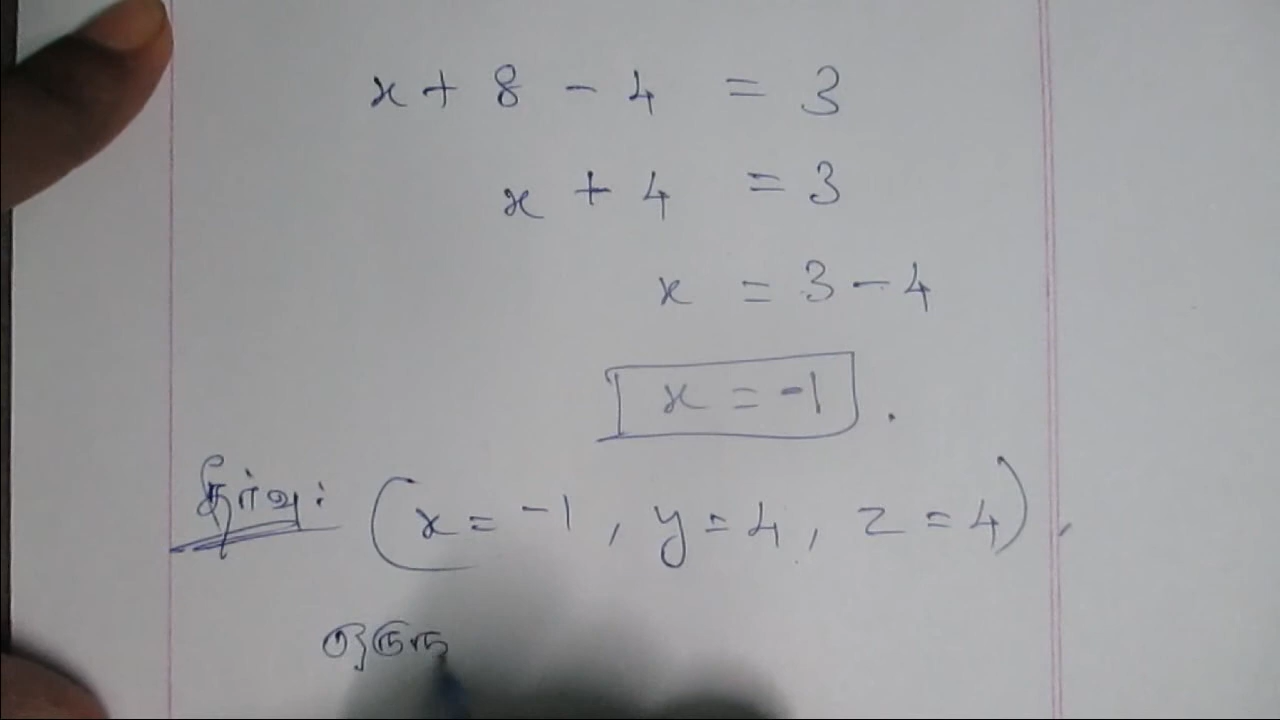 x + 8 - 4 = 3
x + 4 = 3
x = 3 - 4
x = -1 .
தீர்வு : (x = -1 , y = 4 , z = 4) .